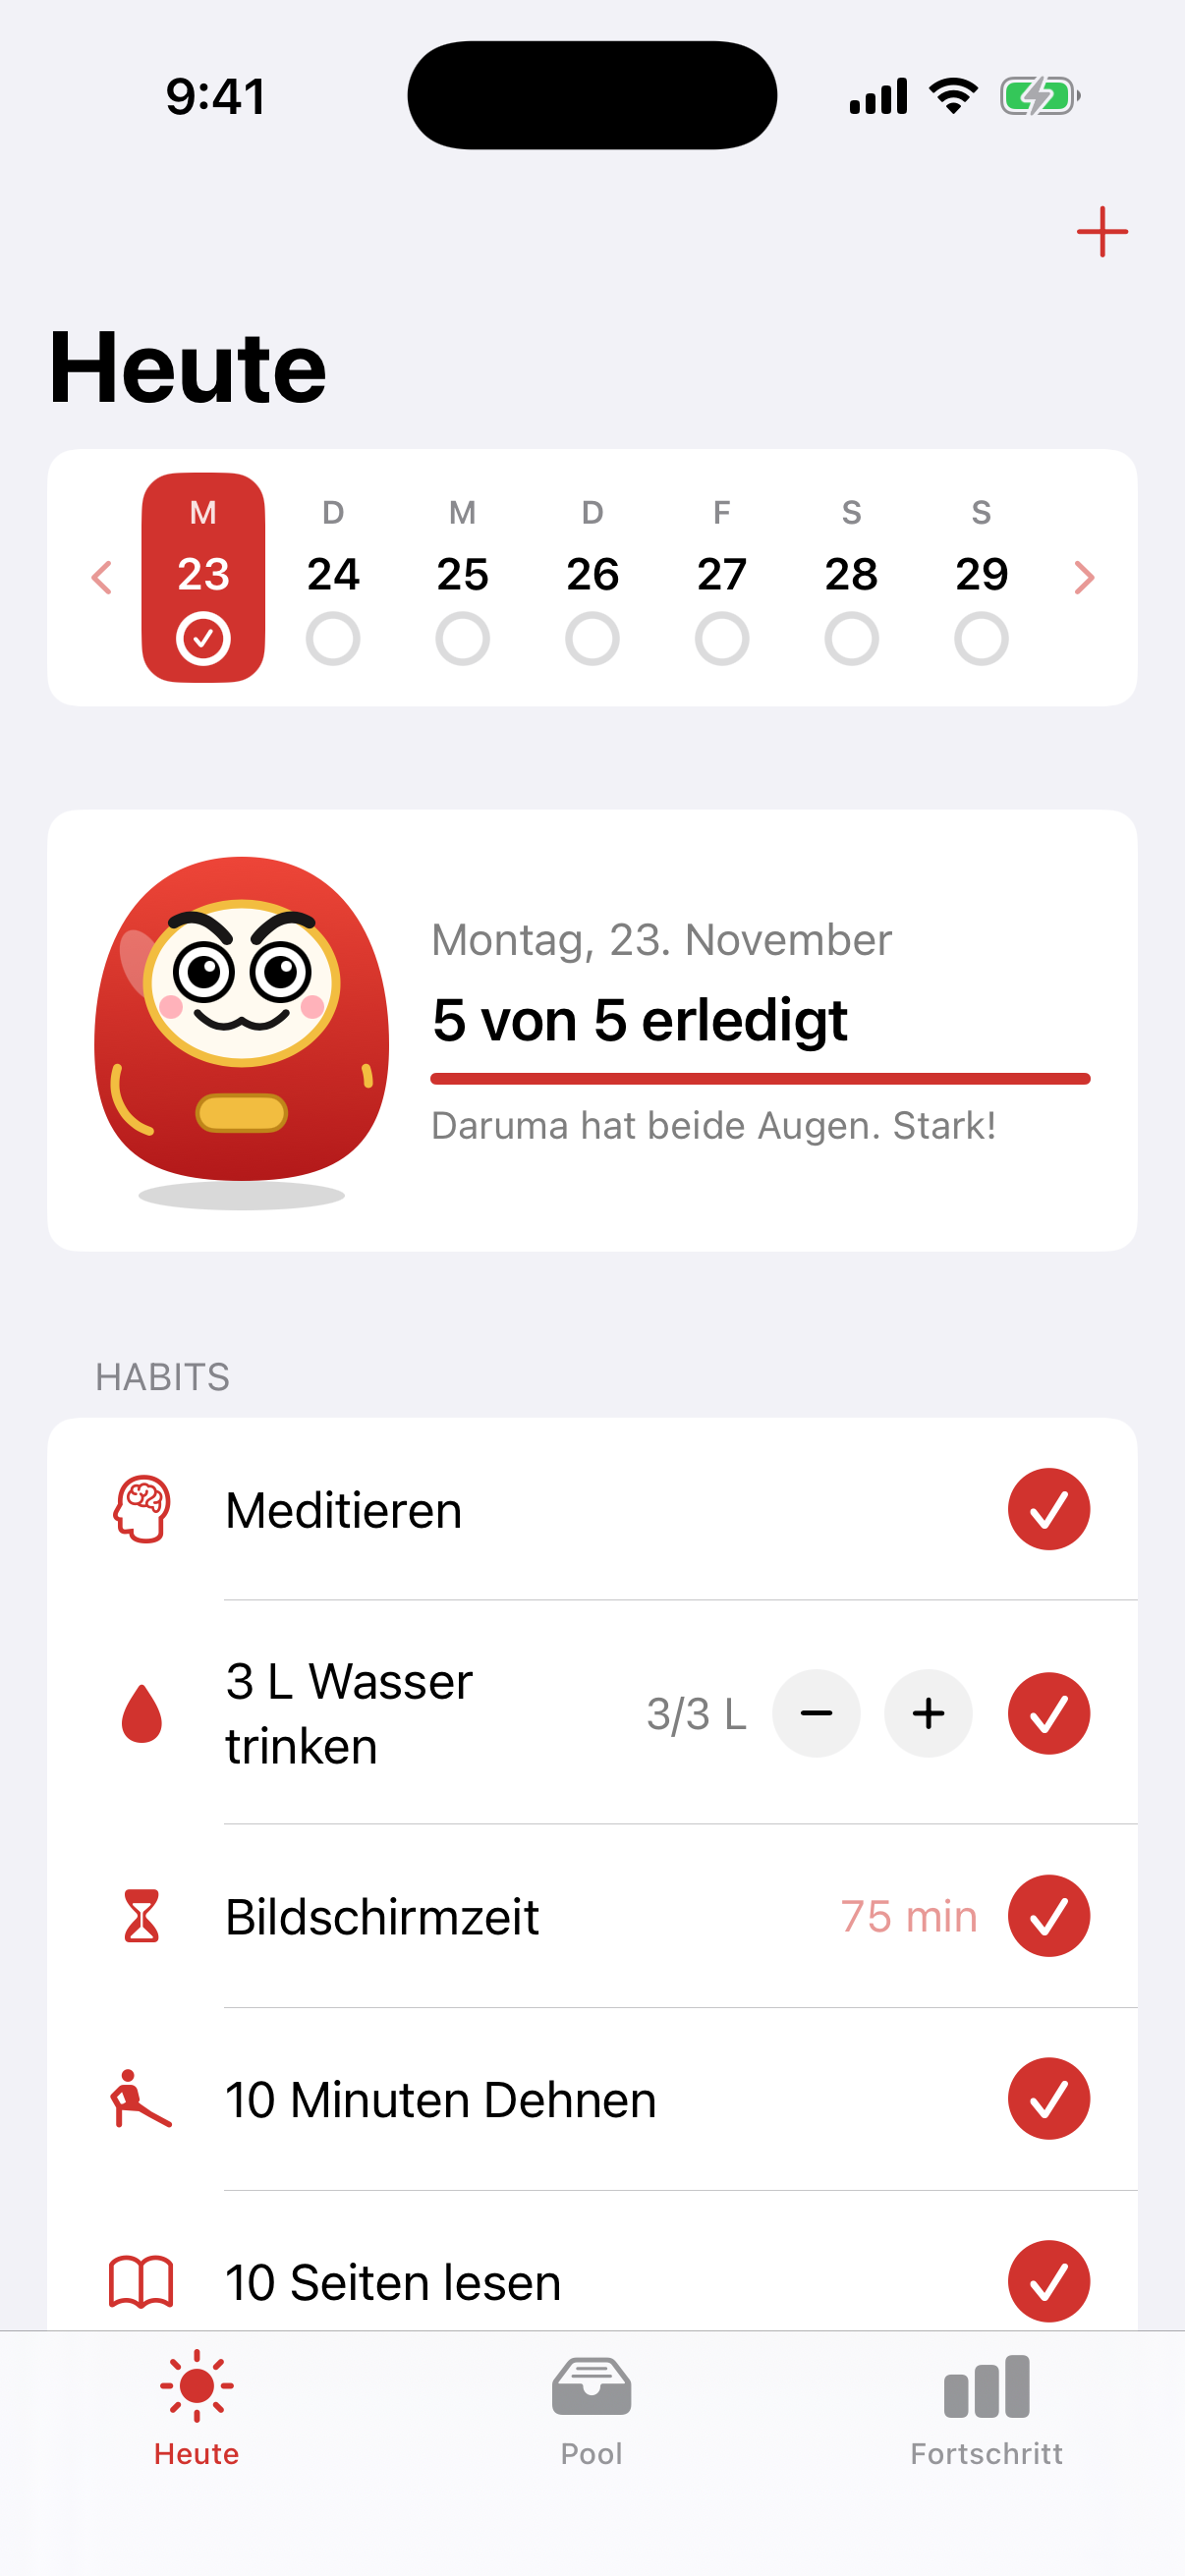 9:41
Heute
M D M D F S S
23 24 25 26 27 28 29
Montag, 23. November
5 von 5 erledigt
Daruma hat beide Augen. Stark!
HABITS
Meditieren
3 L Wasser
trinken
3/3 L
Bildschirmzeit 75 min
10 Minuten Dehnen
10 Seiten lesen
Heute Pool Fortschritt